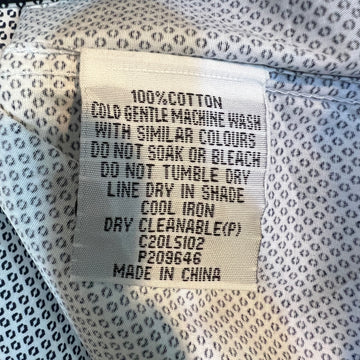 100%COTTON
COLD GENTLE MACHINE WASH
WITH SIMILAR COLOURS
DO NOT SOAK OR BLEACH
DO NOT TUMBLE DRY
LINE DRY IN SHADE
COOL IRON
DRY CLEANABLE(P)
C20LS102
P209646
MADE IN CHINA